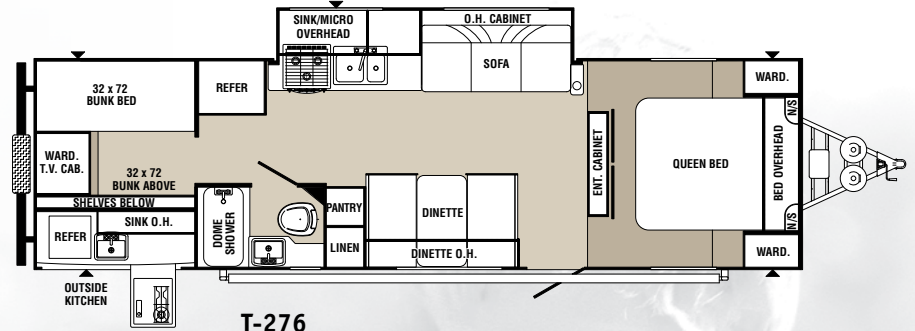 SINK/MICRO
OVERHEAD
O.H. CABINET
SOFA
32 x 72
BUNK BED
REFER
WARD.
N/S
WARD.
T.V. CAB.
32 x 72
BUNK ABOVE
ENT. CABINET
QUEEN BED
BED OVERHEAD
SHELVES BELOW
PANTRY
DINETTE
N/S
REFER
SINK O.H.
DOME
SHOWER
LINEN
DINETTE O.H.
WARD.
OUTSIDE
KITCHEN
T-276